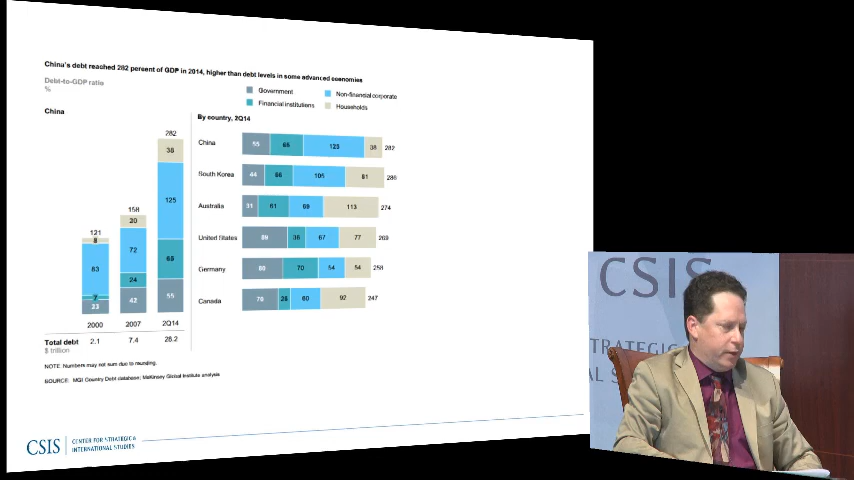 China's debt reached 282 percent of GDP in 2014, higher than debt levels in some advanced economies
Debt-to-GDP ratio
%
Government
Non-financial corporate
Financial institutions
Households
China
282
38
125
65
55
158
20
72
24
42
121
8
83
7
23
2000
2007
2Q14
Total debt
$ trillion
2.1
7.4
28.2
By country, 2Q14
China 55 65 125 38 282
South Korea 44 56 105 81 286
Australia 31 61 69 113 274
United States 89 36 67 77 269
Germany 80 70 54 54 258
Canada 70 25 60 92 247
NOTE: Numbers may not sum due to rounding.
SOURCE: MGI Country Debt database; McKinsey Global Institute analysis
CSIS
CENTER FOR STRATEGIC &
INTERNATIONAL STUDIES
CSIS
TRATEGIC
AL S